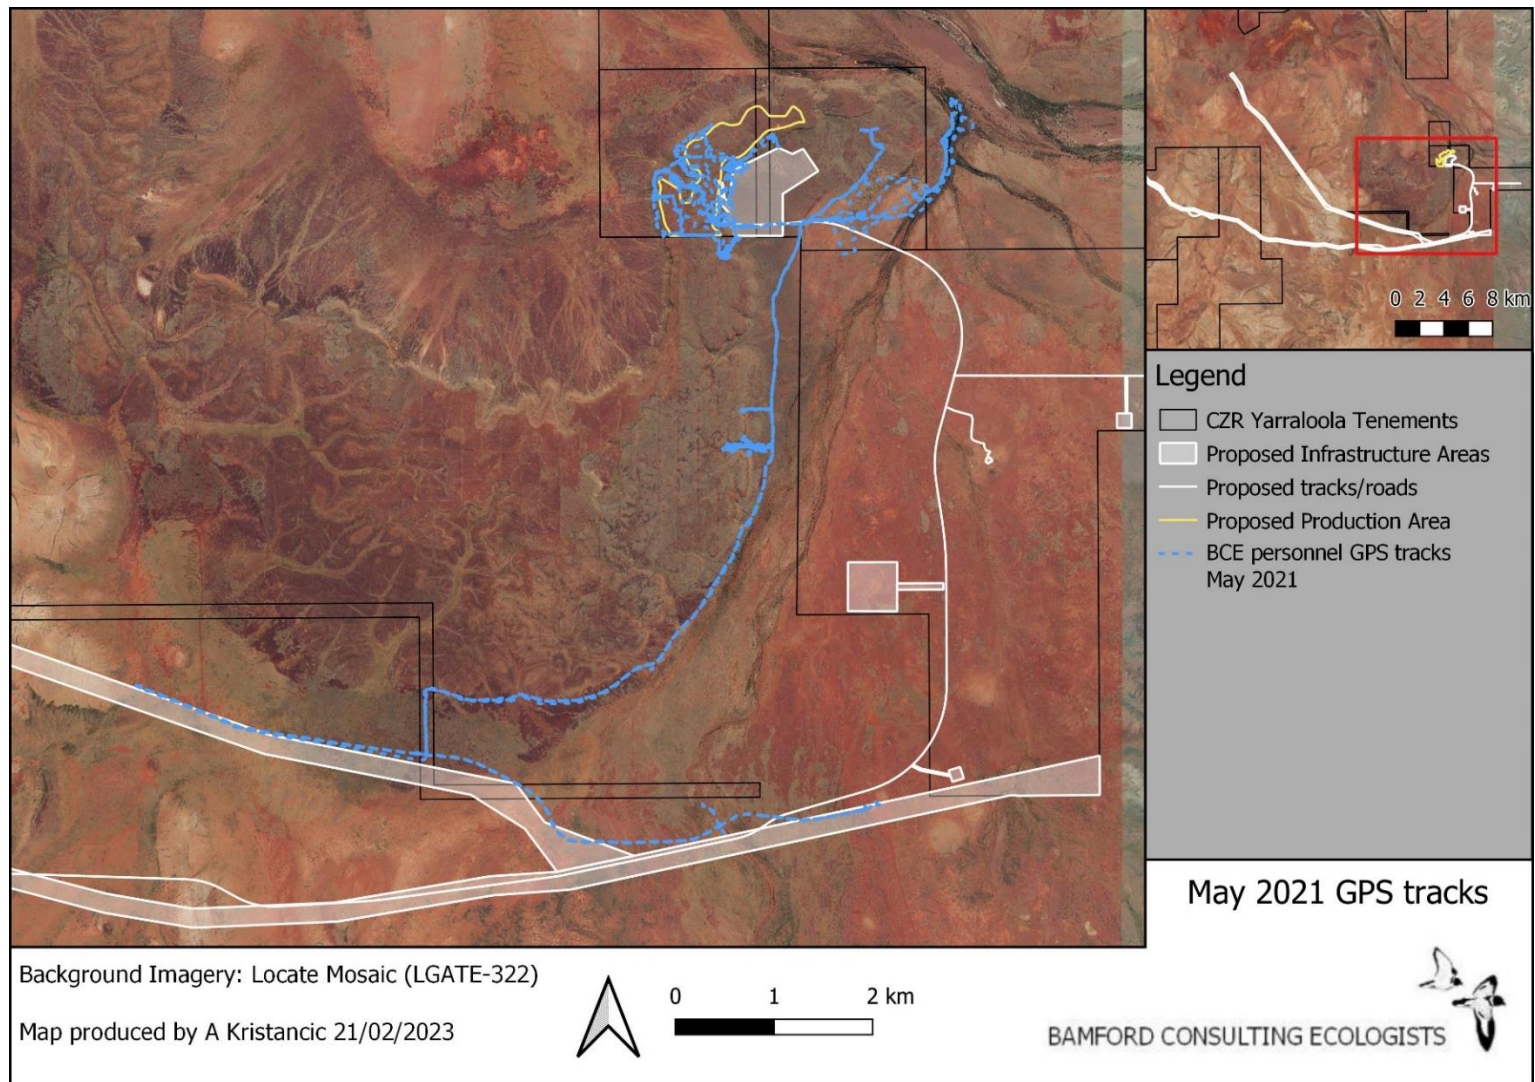 0 2 4 6 8 km
Legend
CZR Yarraloola Tenements
Proposed Infrastructure Areas
Proposed tracks/roads
Proposed Production Area
BCE personnel GPS tracks
May 2021
May 2021 GPS tracks
Background Imagery: Locate Mosaic (LGATE-322)
Map produced by A Kristancic 21/02/2023
0 1 2 km
BAMFORD CONSULTING ECOLOGISTS